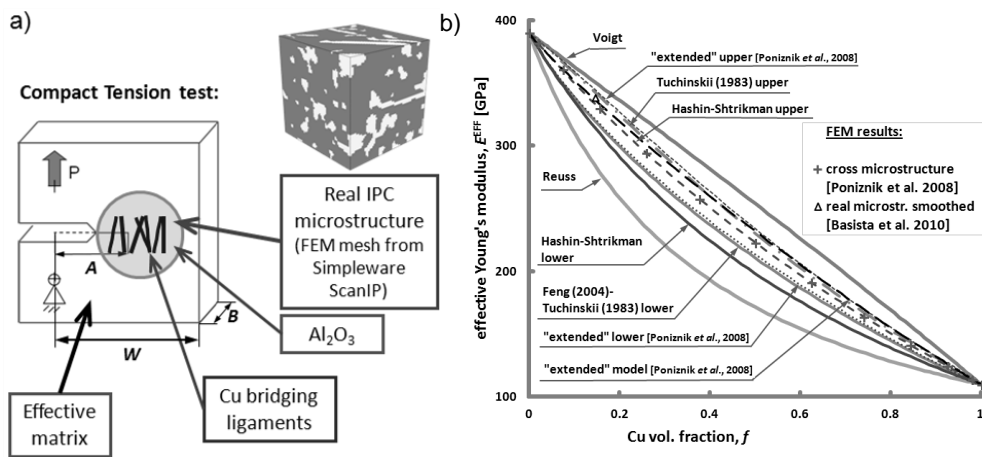 a)
Compact Tension test:
P
A
B
W
Real IPC
microstructure
(FEM mesh from
Simpleware
ScanIP)
Al₂O₃
Cu bridging
ligaments
Effective
matrix
b)
effective Young's modulus, Eᴱᶠᶠ [GPa]
400
300
200
100
0
0.2
0.4
0.6
0.8
1
Cu vol. fraction, f
Voigt
"extended" upper [Poniznik et al., 2008]
Tuchinskii (1983) upper
Hashin-Shtrikman upper
Reuss
Hashin-Shtrikman
lower
Feng (2004)-
Tuchinskii (1983) lower
"extended" lower [Poniznik et al., 2008]
"extended" model [Poniznik et al., 2008]
FEM results:
+ cross microstructure
[Poniznik et al. 2008]
Δ real microstr. smoothed
[Basista et al. 2010]